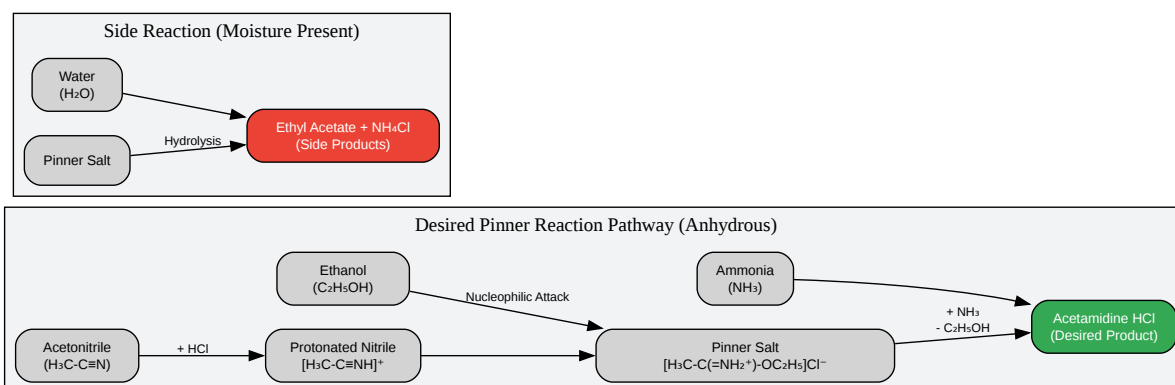 Side Reaction (Moisture Present)
Water
(H₂O)
Pinner Salt
Hydrolysis
Ethyl Acetate + NH₄Cl
(Side Products)
Desired Pinner Reaction Pathway (Anhydrous)
Ethanol
(C₂H₅OH)
Nucleophilic Attack
Ammonia
(NH₃)
+ NH₃
- C₂H₅OH
Acetamidine HCl
(Desired Product)
Acetonitrile
(H₃C-C≡N)
+ HCl
Protonated Nitrile
[H₃C-C≡NH]⁺
Pinner Salt
[H₃C-C(=NH₂⁺)-OC₂H₅]Cl⁻